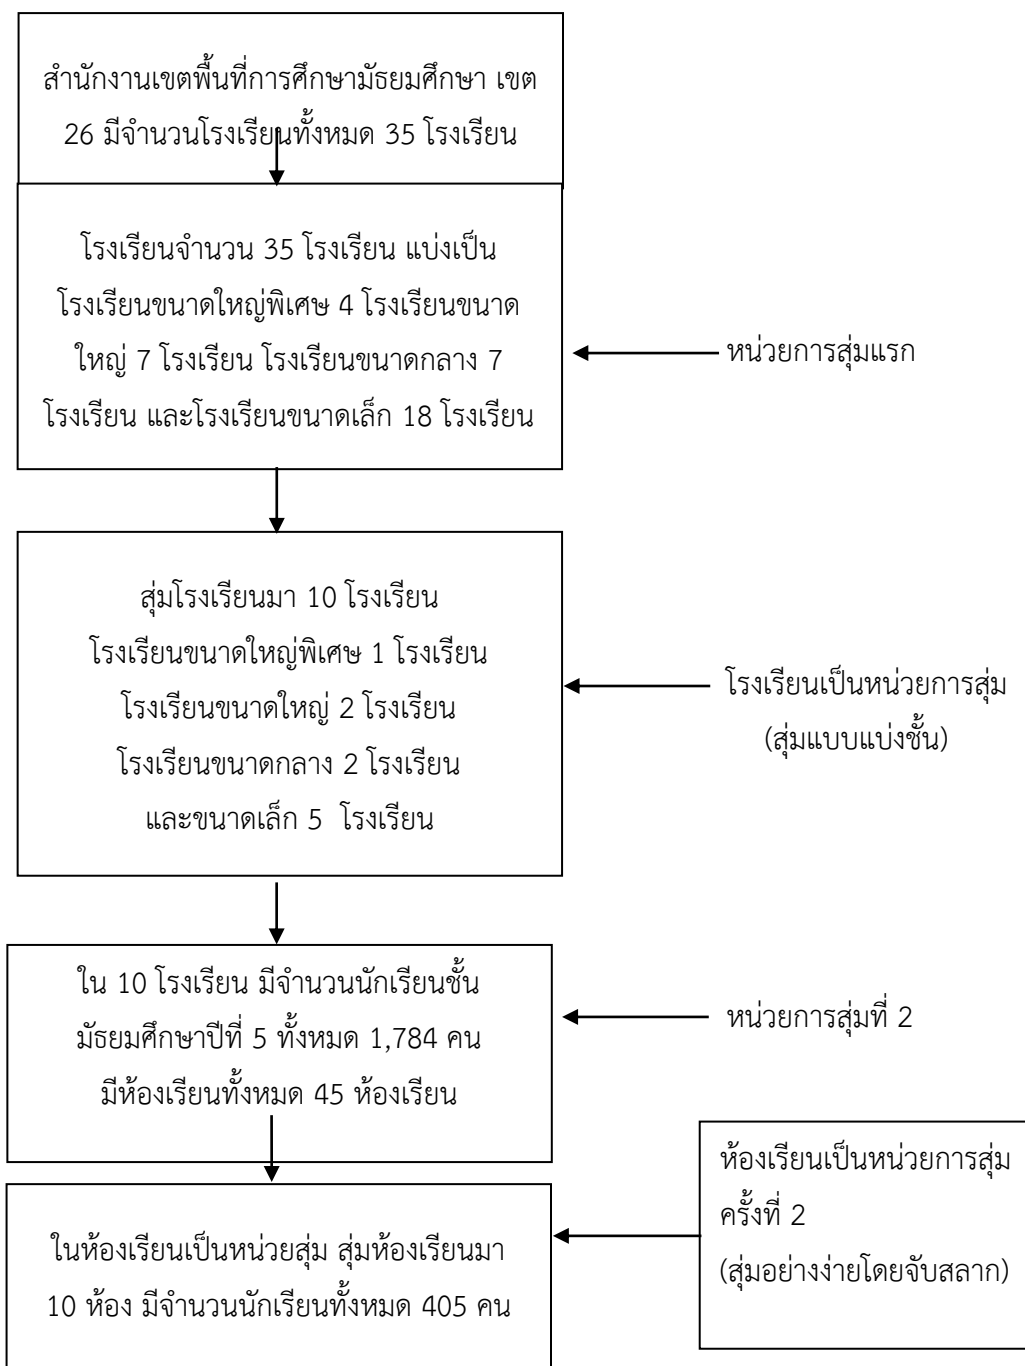 สำนักงานเขตพื้นที่การศึกษามัธยมศึกษา เขต
26 มีจำนวนโรงเรียนทั้งหมด 35 โรงเรียน
โรงเรียนจำนวน 35 โรงเรียน แบ่งเป็น
โรงเรียนขนาดใหญ่พิเศษ 4 โรงเรียนขนาด
ใหญ่ 7 โรงเรียน โรงเรียนขนาดกลาง 7
โรงเรียน และโรงเรียนขนาดเล็ก 18 โรงเรียน
หน่วยการสุ่มแรก
สุ่มโรงเรียนมา 10 โรงเรียน
โรงเรียนขนาดใหญ่พิเศษ 1 โรงเรียน
โรงเรียนขนาดใหญ่ 2 โรงเรียน
โรงเรียนขนาดกลาง 2 โรงเรียน
และขนาดเล็ก 5 โรงเรียน
โรงเรียนเป็นหน่วยการสุ่ม
(สุ่มแบบแบ่งชั้น)
ใน 10 โรงเรียน มีจำนวนนักเรียนชั้น
มัธยมศึกษาปีที่ 5 ทั้งหมด 1,784 คน
มีห้องเรียนทั้งหมด 45 ห้องเรียน
หน่วยการสุ่มที่ 2
ห้องเรียนเป็นหน่วยการสุ่ม
ครั้งที่ 2
(สุ่มอย่างง่ายโดยจับสลาก)
ในห้องเรียนเป็นหน่วยสุ่ม สุ่มห้องเรียนมา
10 ห้อง มีจำนวนนักเรียนทั้งหมด 405 คน